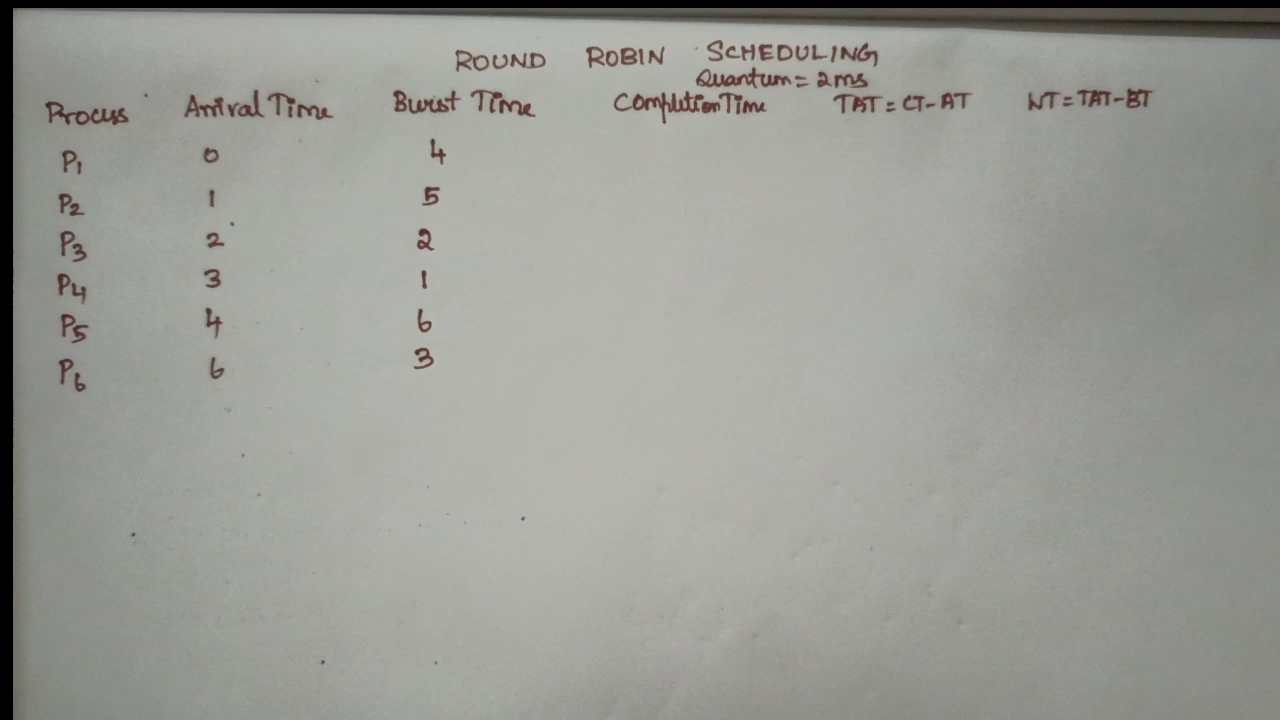 ROUND ROBIN SCHEDULING
Quantum = 2ms
Process Arrival Time Burst Time Completion Time TAT = CT - AT WT = TAT - BT
P1 0 4
P2 1 5
P3 2 2
P4 3 1
P5 4 6
P6 6 3